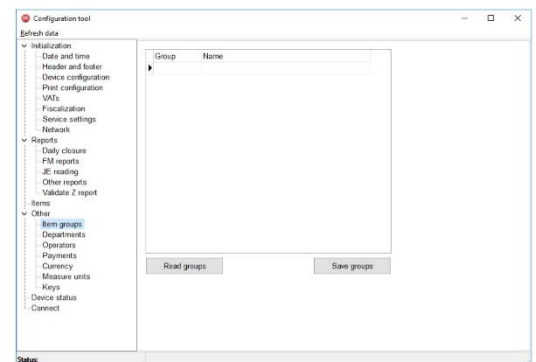 Configuration tool
Refresh data
Initialization
Date and time
Header and footer
Device configuration
Print configuration
VATs
Fiscalization
Service settings
Network
Reports
Daily closure
FM reports
JE reading
Other reports
Validate Z report
Items
Other
Item groups
Departments
Operators
Payments
Currency
Measure units
Keys
Device status
Connect
Group Name
Read groups Save groups
Status: